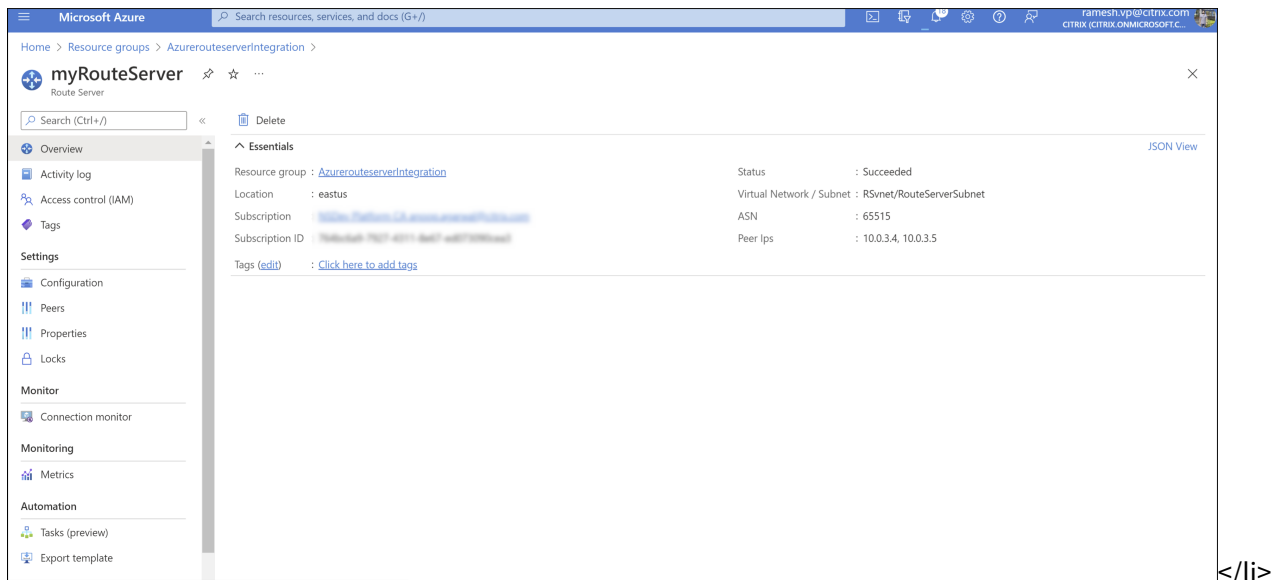 Microsoft Azure
Search resources, services, and docs (G+/)
ramesh.vp@citrix.com
CITRIX (CITRIX.ONMICROSOFT.C...
Home > Resource groups > AzurerouteserverIntegration >
myRouteServer
Route Server
Search (Ctrl+/)
Delete
Overview
Activity log
Access control (IAM)
Tags
Settings
Configuration
Peers
Properties
Locks
Monitor
Connection monitor
Monitoring
Metrics
Automation
Tasks (preview)
Export template
Essentials
JSON View
Resource group : AzurerouteserverIntegration
Location : eastus
Subscription :
Subscription ID :
Tags (edit) : Click here to add tags
Status : Succeeded
Virtual Network / Subnet : RSvnet/RouteServerSubnet
ASN : 65515
Peer Ips : 10.0.3.4, 10.0.3.5
</li>